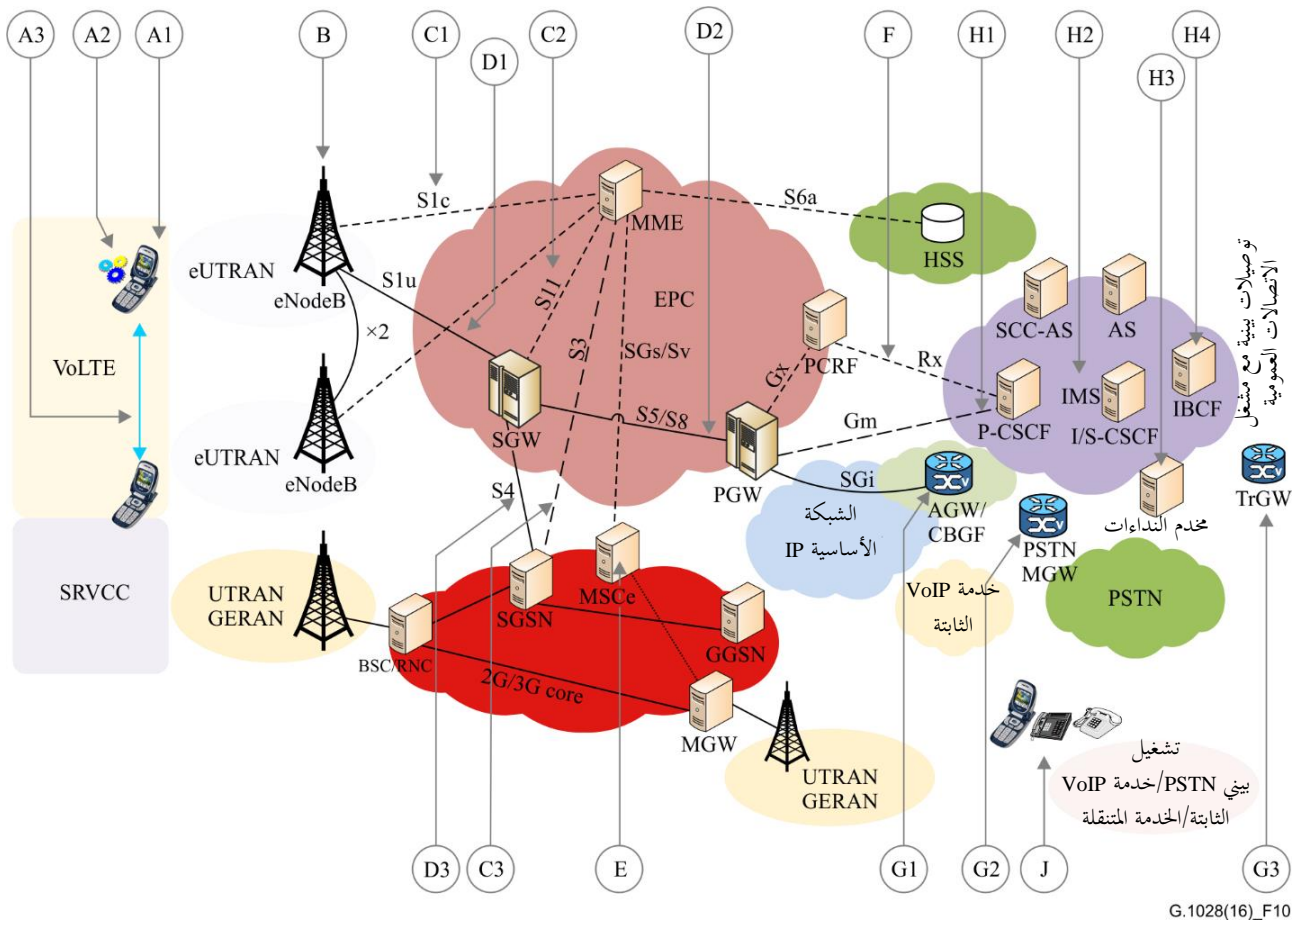 A3
A2
A1
B
C1
D1
C2
D2
F
H1
H2
H3
H4
توصيلات بينية مع مشغل
الاتصالات العمومية
S1c
MME
S6a
HSS
eUTRAN
eNodeB
S1u
S11
EPC
SCC-AS
AS
×2
S3
SGs/Sv
PCRF
Gx
Rx
VoLTE
IMS
IBCF
P-CSCF
I/S-CSCF
S5/S8
Gm
SGW
eUTRAN
eNodeB
PGW
SGi
S4
الشبكة
الأساسية IP
AGW/
CBGF
PSTN
MGW
مخدم النداءات
TrGW
SRVCC
UTRAN
GERAN
SGSN
MSCe
خدمة VoIP
الثابتة
PSTN
BSC/RNC
GGSN
2G/3G core
MGW
UTRAN
GERAN
تشغيل
بيني PSTN/خدمة VoIP
الثابتة/الخدمة المتنقلة
D3
C3
E
G1
G2
J
G3
G.1028(16)_F10